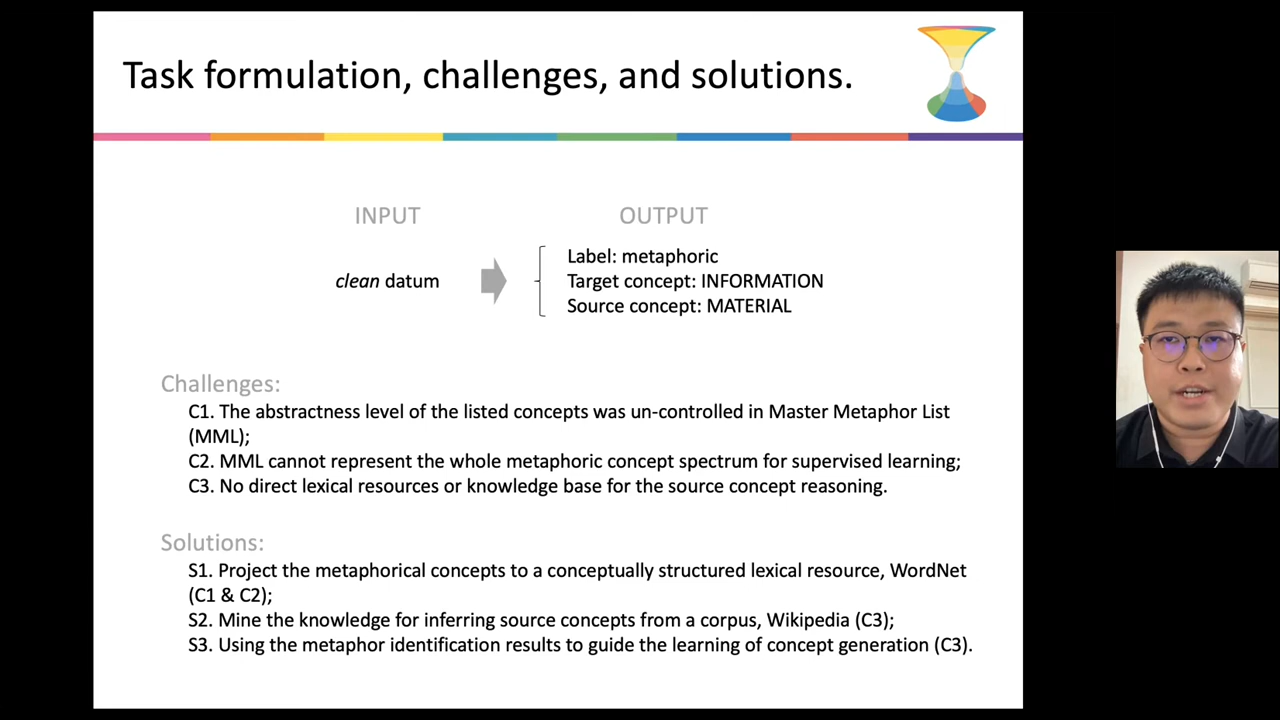 Task formulation, challenges, and solutions.
INPUT
OUTPUT
clean datum
Label: metaphoric
Target concept: INFORMATION
Source concept: MATERIAL
Challenges:
C1. The abstractness level of the listed concepts was un-controlled in Master Metaphor List
(MML);
C2. MML cannot represent the whole metaphoric concept spectrum for supervised learning;
C3. No direct lexical resources or knowledge base for the source concept reasoning.
Solutions:
S1. Project the metaphorical concepts to a conceptually structured lexical resource, WordNet
(C1 & C2);
S2. Mine the knowledge for inferring source concepts from a corpus, Wikipedia (C3);
S3. Using the metaphor identification results to guide the learning of concept generation (C3).